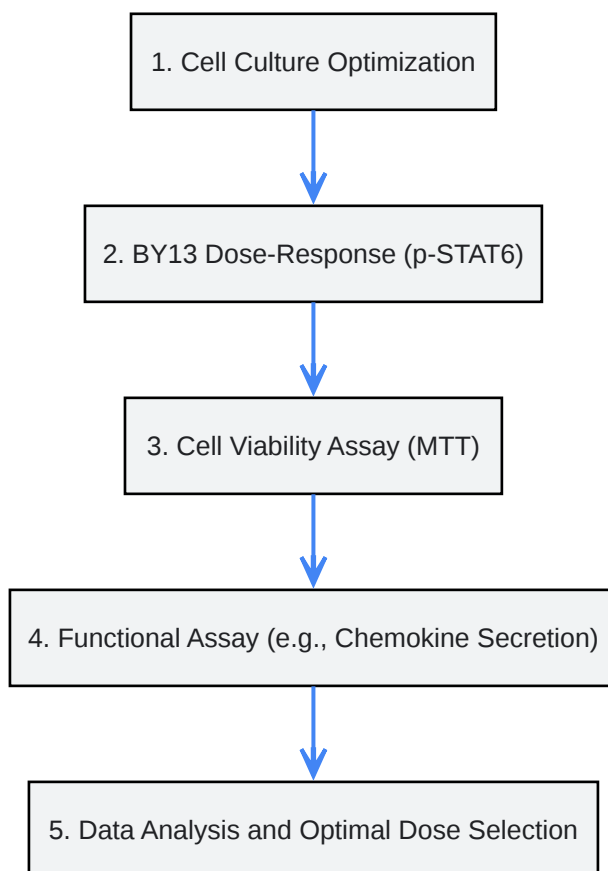 1. Cell Culture Optimization
2. BY13 Dose-Response (p-STAT6)
3. Cell Viability Assay (MTT)
4. Functional Assay (e.g., Chemokine Secretion)
5. Data Analysis and Optimal Dose Selection